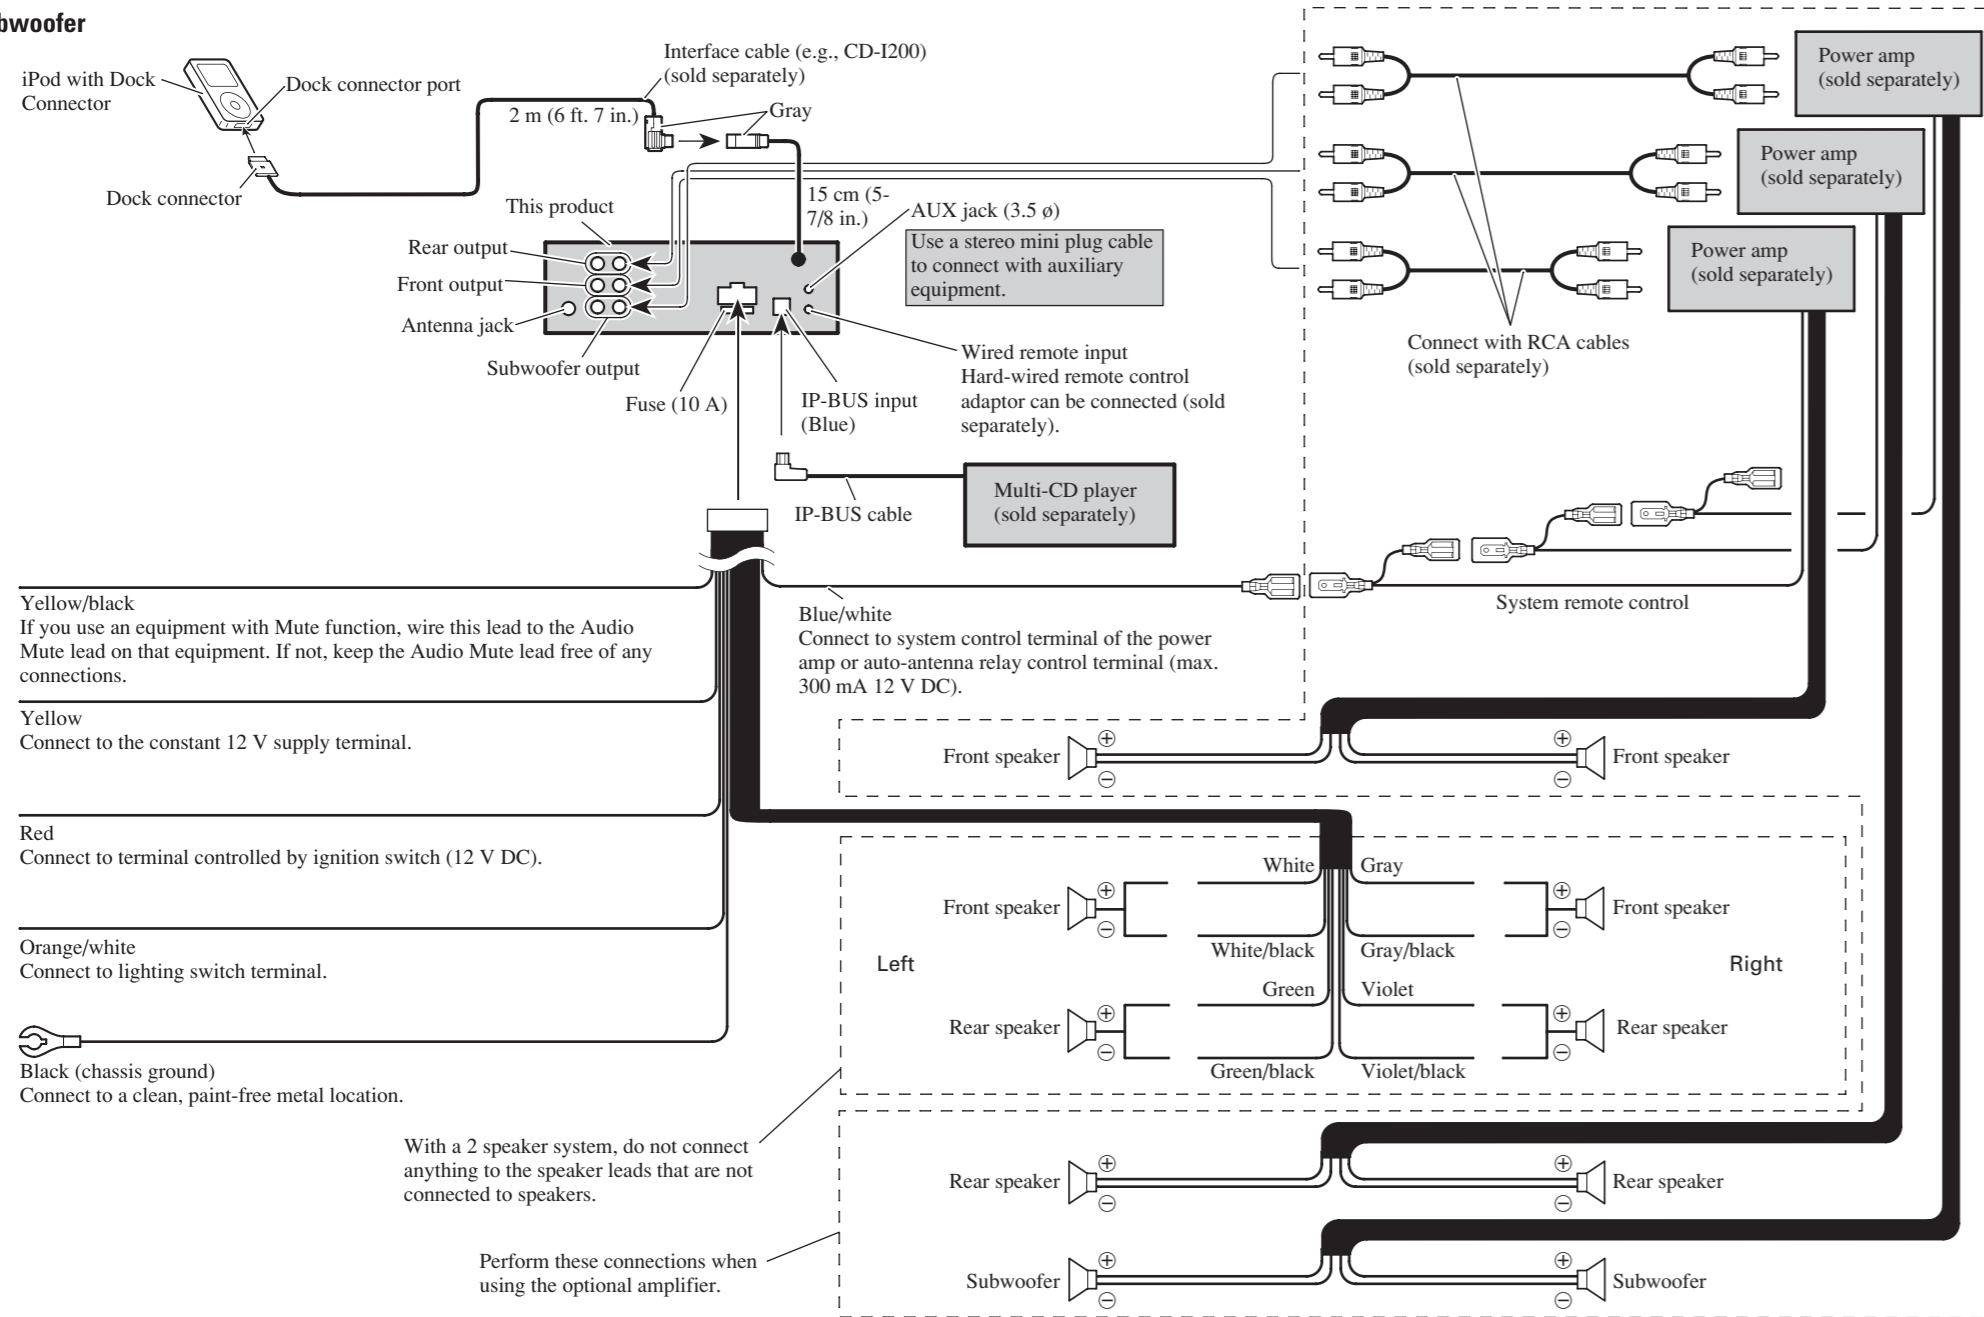 bwoofer
iPod with Dock
Connector
Dock connector port
Dock connector
Interface cable (e.g., CD-I200)
(sold separately)
2 m (6 ft. 7 in.)
Gray
15 cm (5-
7/8 in.)
This product
Rear output
Front output
Antenna jack
Subwoofer output
Fuse (10 A)
AUX jack (3.5 ø)
Use a stereo mini plug cable
to connect with auxiliary
equipment.
Wired remote input
Hard-wired remote control
adaptor can be connected (sold
separately).
IP-BUS input
(Blue)
IP-BUS cable
Multi-CD player
(sold separately)
Power amp
(sold separately)
Power amp
(sold separately)
Power amp
(sold separately)
Connect with RCA cables
(sold separately)
System remote control
Yellow/black
If you use an equipment with Mute function, wire this lead to the Audio
Mute lead on that equipment. If not, keep the Audio Mute lead free of any
connections.
Yellow
Connect to the constant 12 V supply terminal.
Red
Connect to terminal controlled by ignition switch (12 V DC).
Orange/white
Connect to lighting switch terminal.
Black (chassis ground)
Connect to a clean, paint-free metal location.
Blue/white
Connect to system control terminal of the power
amp or auto-antenna relay control terminal (max.
300 mA 12 V DC).
Front speaker
+
−
+
−
Front speaker
White
Gray
Front speaker
+
−
+
−
Front speaker
White/black
Gray/black
Left
Right
Green
Violet
Rear speaker
+
−
+
−
Rear speaker
Green/black
Violet/black
With a 2 speaker system, do not connect
anything to the speaker leads that are not
connected to speakers.
Rear speaker
+
−
+
−
Rear speaker
Perform these connections when
using the optional amplifier.
Subwoofer
+
−
+
−
Subwoofer